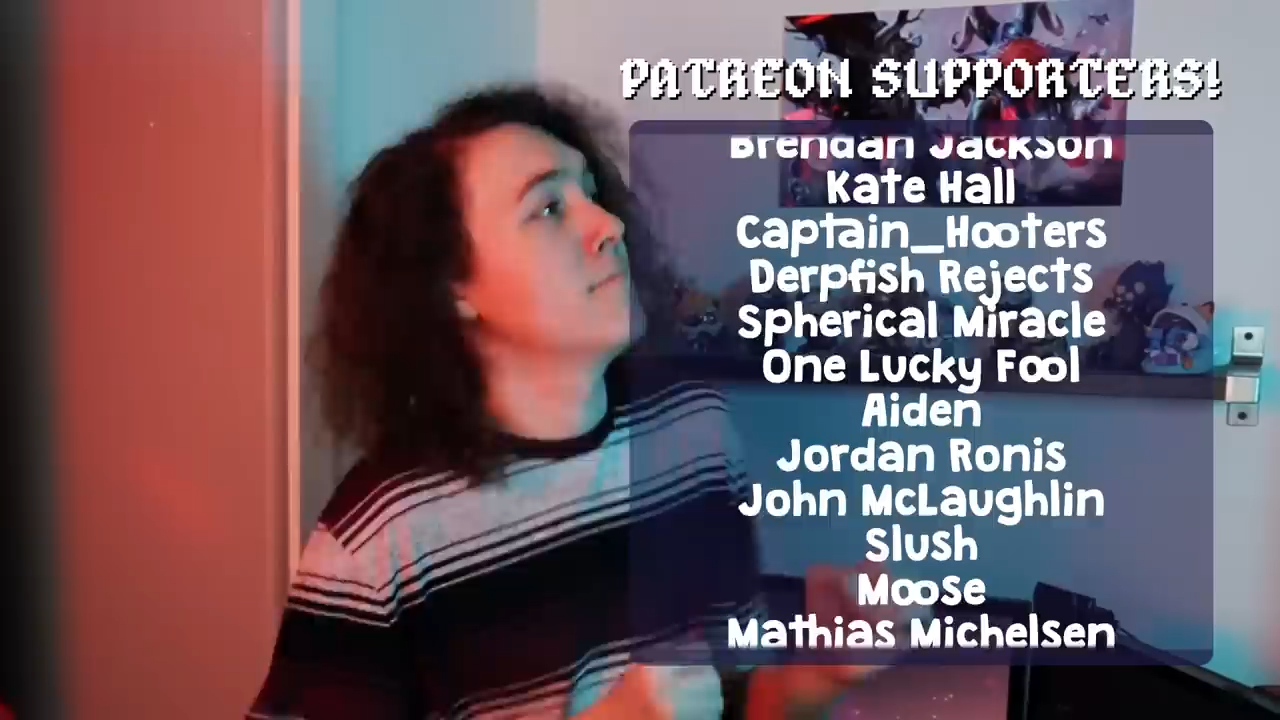 PATREON SUPPORTERS!
Brendan Jackson
Kate Hall
Captain_Hooters
Derpfish Rejects
Spherical Miracle
One Lucky Fool
Aiden
Jordan Ronis
John McLaughlin
Slush
Moose
Mathias Michelsen